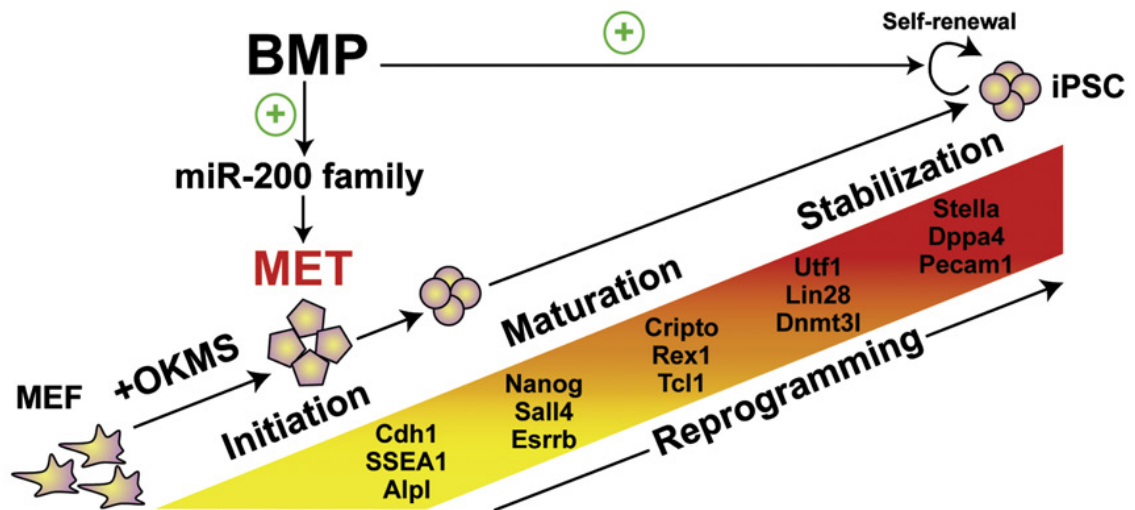 Self-renewal
+
BMP
iPSC
+
miR-200 family
MET
+OKMS
MEF
Initiation
Maturation
Stabilization
Cdh1
SSEA1
Alpl
Nanog
Sall4
Esrrb
Cripto
Rex1
Tcl1
Utf1
Lin28
Dnmt3l
Stella
Dppa4
Pecam1
Reprogramming